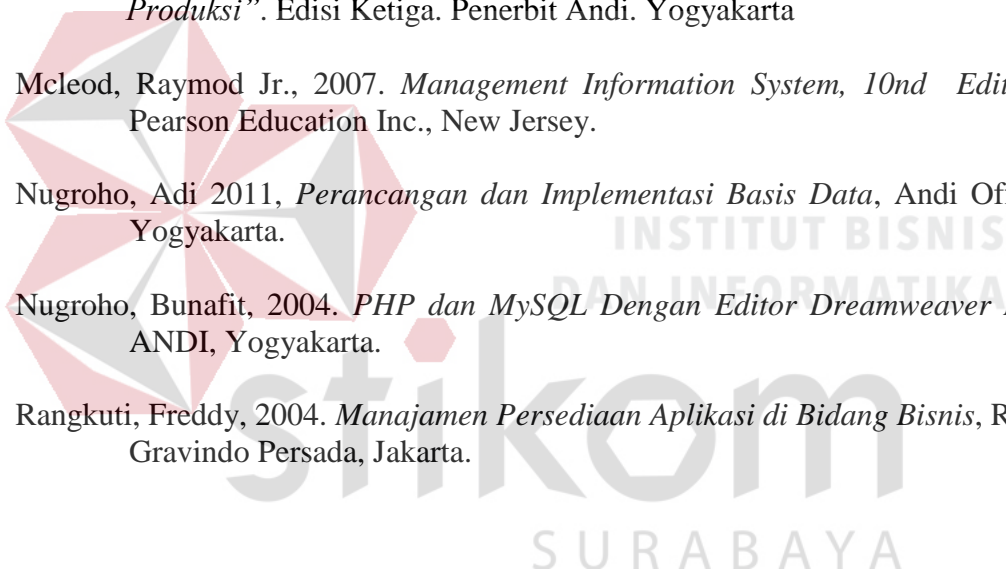 Produksi”. Edisi Ketiga. Penerbit Andi. Yogyakarta
Mcleod, Raymod Jr., 2007. Management Information System, 10nd Edit
Pearson Education Inc., New Jersey.
Nugroho, Adi 2011, Perancangan dan Implementasi Basis Data, Andi Off
Yogyakarta.
INSTITUT BISNIS
DAN INFORMATIKA
Nugroho, Bunafit, 2004. PHP dan MySQL Dengan Editor Dreamweaver
ANDI, Yogyakarta.
stikom
Rangkuti, Freddy, 2004. Manajamen Persediaan Aplikasi di Bidang Bisnis, R
Gravindo Persada, Jakarta.
SURABAYA